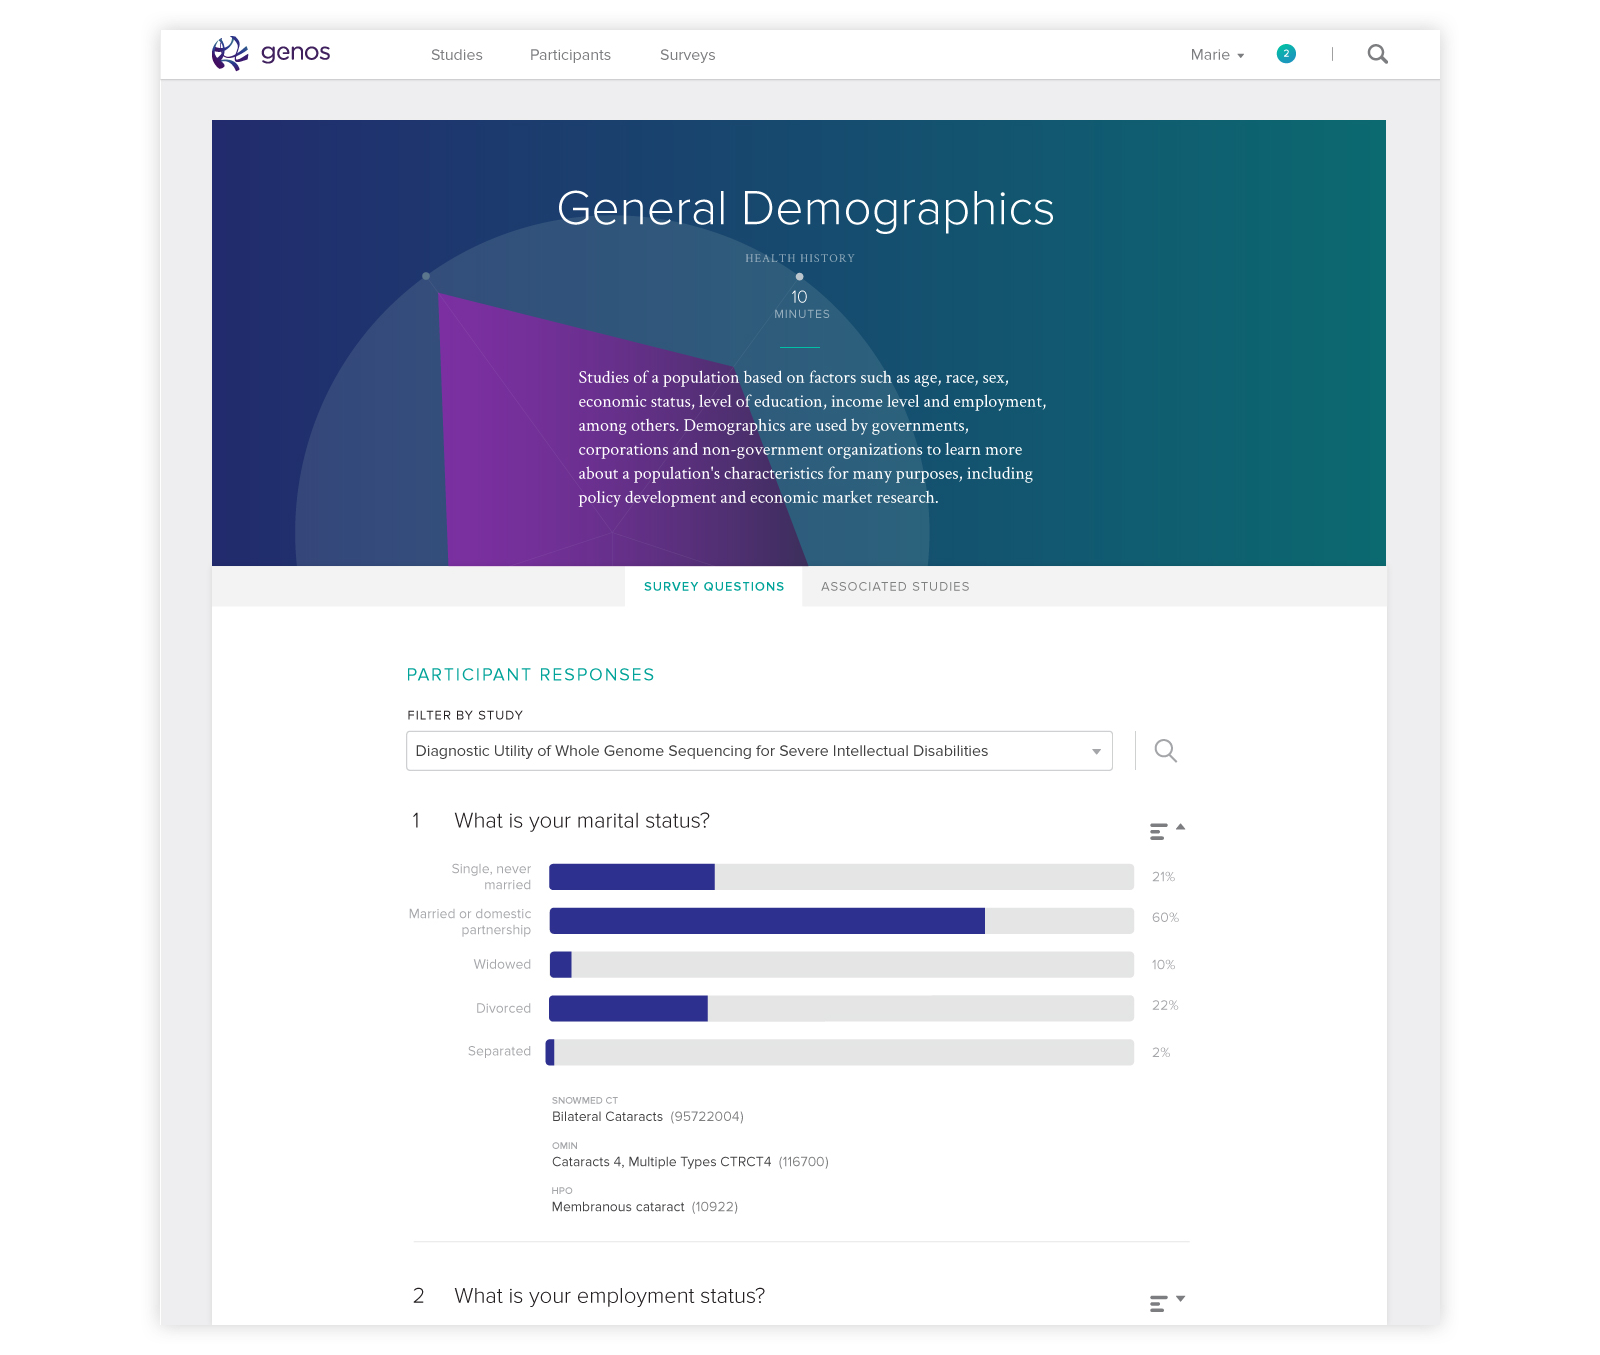 genos
Studies
Participants
Surveys
Marie
2
General Demographics
HEALTH HISTORY
10
MINUTES
Studies of a population based on factors such as age, race, sex,
economic status, level of education, income level and employment,
among others. Demographics are used by governments,
corporations and non-government organizations to learn more
about a population's characteristics for many purposes, including
policy development and economic market research.
SURVEY QUESTIONS
ASSOCIATED STUDIES
PARTICIPANT RESPONSES
FILTER BY STUDY
Diagnostic Utility of Whole Genome Sequencing for Severe Intellectual Disabilities
1 What is your marital status?
Single, never
married
21%
Married or domestic
partnership
60%
Widowed
10%
Divorced
22%
Separated
2%
SNOWMED CT
Bilateral Cataracts (95722004)
OMIN
Cataracts 4, Multiple Types CTRCT4 (116700)
HPO
Membranous cataract (10922)
2 What is your employment status?